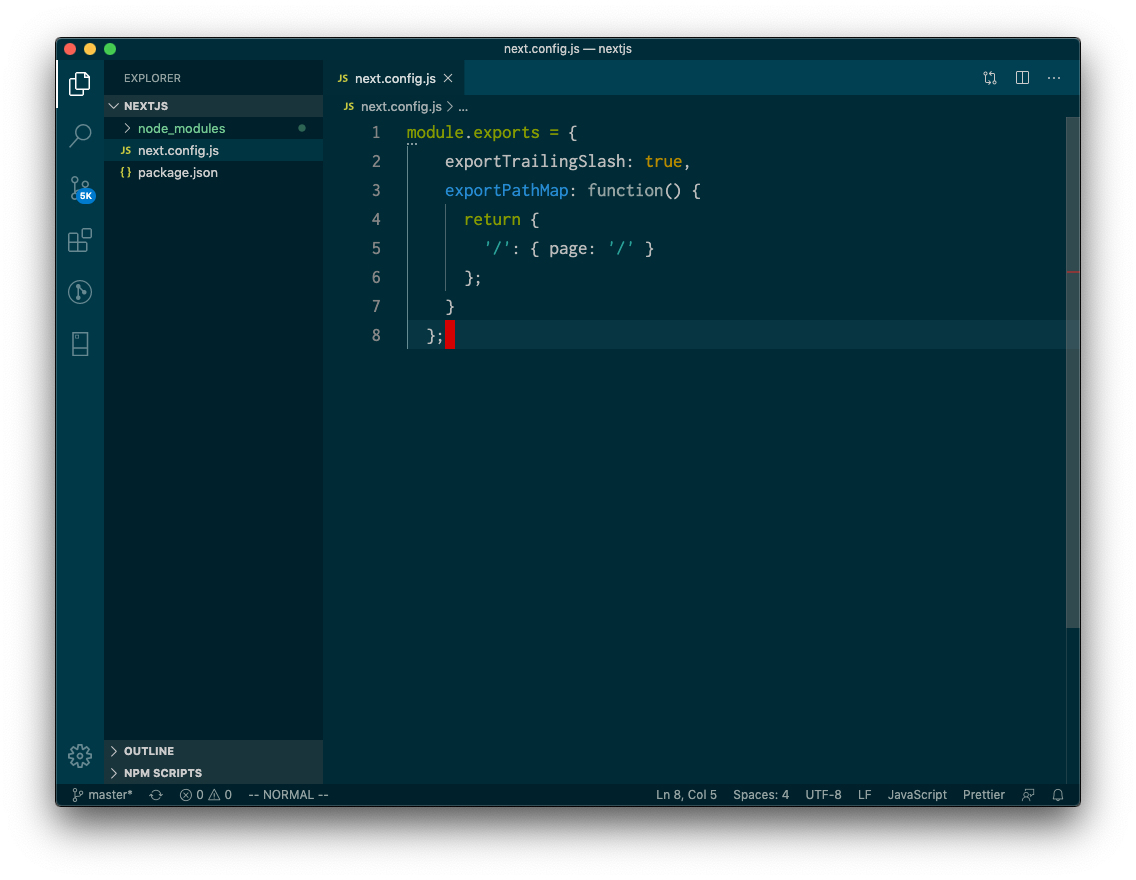 next.config.js — nextjs
EXPLORER
NEXTJS
node_modules
JS next.config.js
{} package.json
OUTLINE
NPM SCRIPTS
5K
JS next.config.js
JS next.config.js > ...
1 module.exports = {
2 exportTrailingSlash: true,
3 exportPathMap: function() {
4 return {
5 '/': { page: '/' }
6 };
7 }
8 };
master* 0 0 -- NORMAL -- Ln 8, Col 5 Spaces: 4 UTF-8 LF JavaScript Prettier